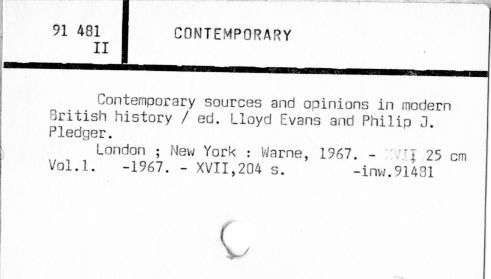 91 481 CONTEMPORARY
II
Contemporary sources and opinions in modern
British history / ed. Lloyd Evans and Philip J.
Pledger.
London ; New York : Warne, 1967. - XVII 25 cm
Vol.1. -1967. - XVII,204 s. -inw.91481